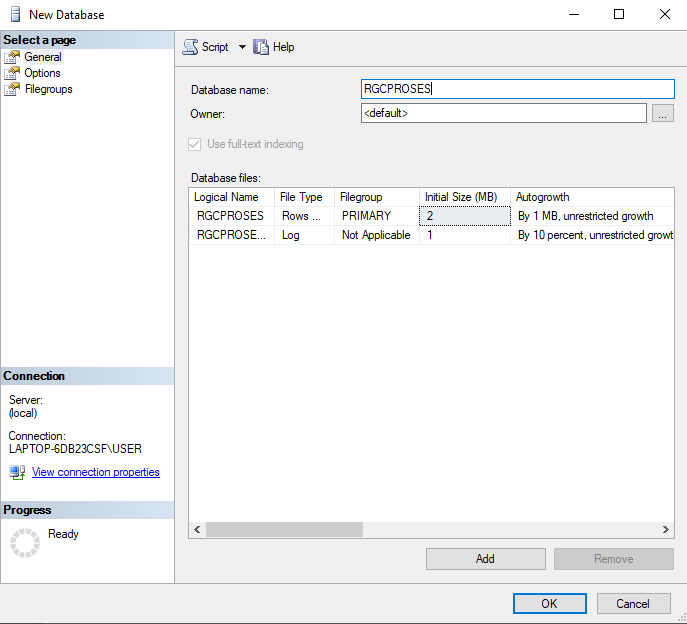 New Database
Select a page
General
Options
Filegroups
Script Help
Database name: RGCPROSES
Owner: <default> ...
Use full-text indexing
Database files:
Logical Name File Type Filegroup Initial Size (MB) Autogrowth
RGCPROSES Rows ... PRIMARY 2 By 1 MB, unrestricted growth
RGCPROSE... Log Not Applicable 1 By 10 percent, unrestricted growt
Connection
Server:
(local)
Connection:
LAPTOP-6DB23CSF\USER
View connection properties
Progress
Ready
Add Remove
OK Cancel